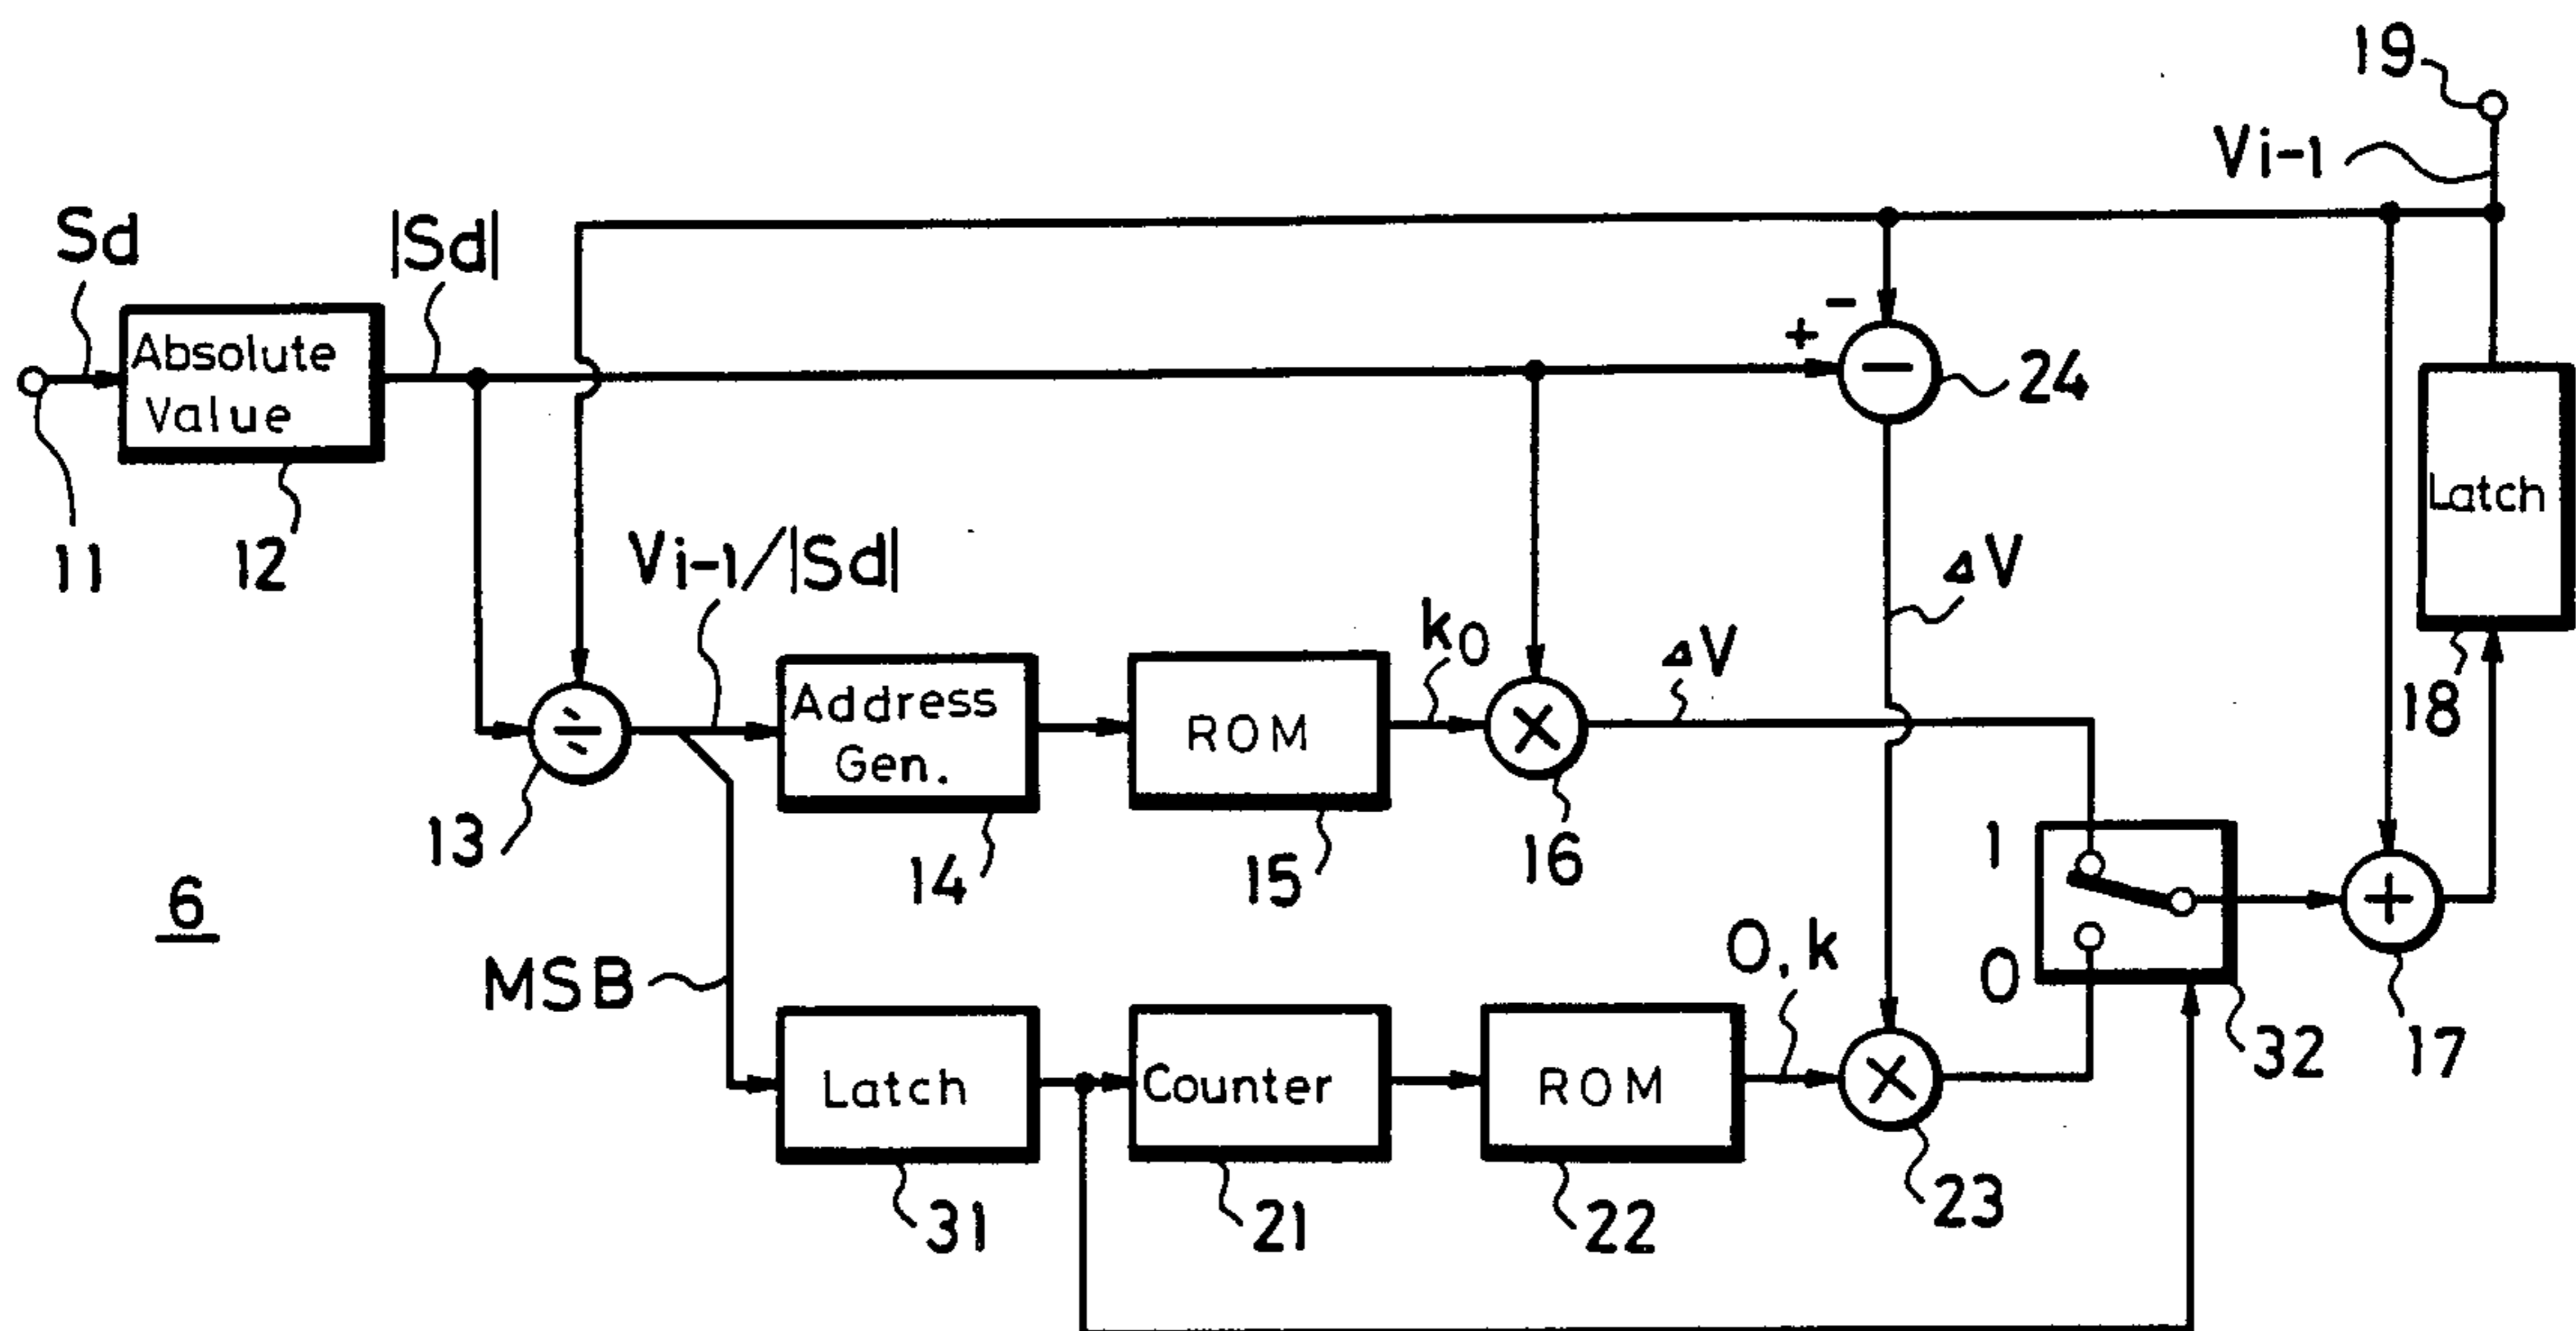 19
Vi-1
Sd
|Sd|
Absolute
Value
-
+
-
24
Latch
11
12
Vi-1/|Sd|
ΔV
k0
ΔV
18
÷
Address
Gen.
ROM
×
13
14
15
16
1
+
6
MSB
0, k
0
32
17
Latch
Counter
ROM
×
23
31
21
22